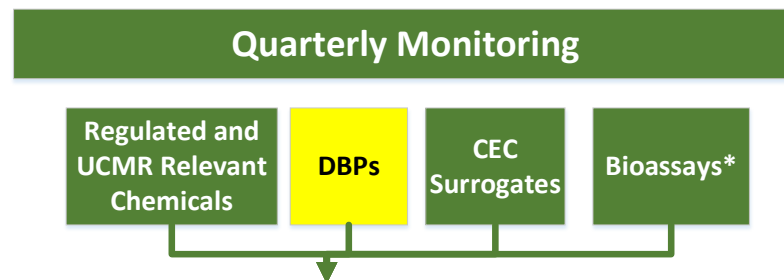 Quarterly Monitoring
Regulated and
UCMR Relevant
Chemicals
DBPs
CEC
Surrogates
Bioassays*